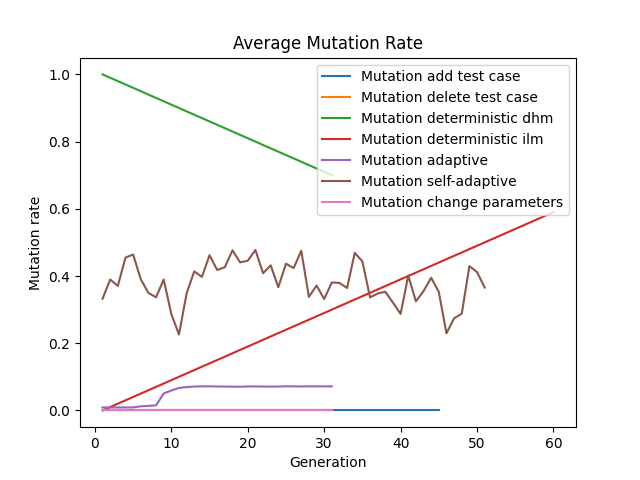 Average Mutation Rate
Mutation add test case
Mutation delete test case
Mutation deterministic dhm
Mutation deterministic ilm
Mutation adaptive
Mutation self-adaptive
Mutation change parameters
Mutation rate
1.0
0.8
0.6
0.4
0.2
0.0
0 10 20 30 40 50 60
Generation